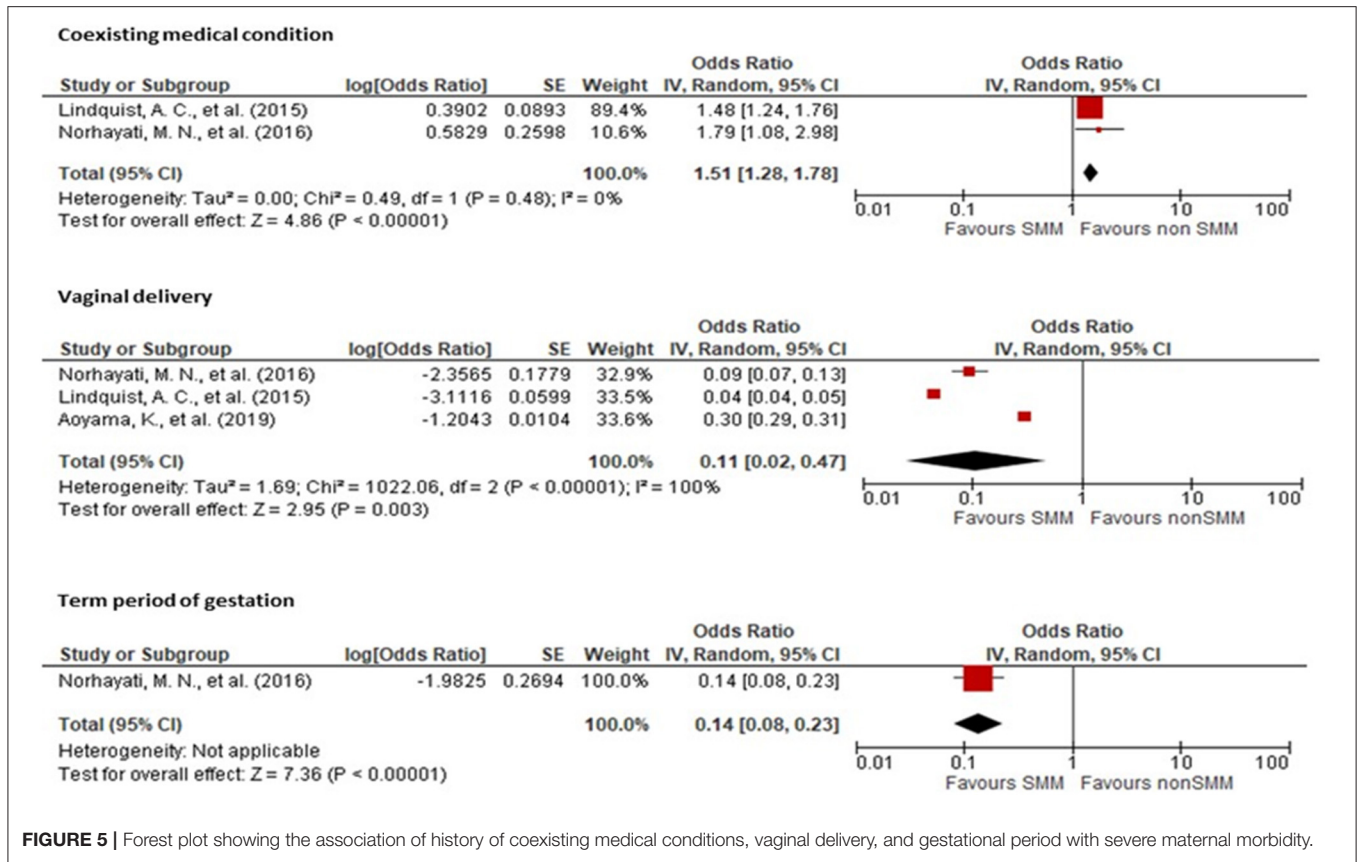 Coexisting medical condition
Odds Ratio Odds Ratio
Study or Subgroup log[Odds Ratio] SE Weight IV, Random, 95% CI IV, Random, 95% CI
Lindquist, A. C., et al. (2015) 0.3902 0.0893 89.4% 1.48 [1.24, 1.76]
Norhayati, M. N., et al. (2016) 0.5829 0.2598 10.6% 1.79 [1.08, 2.98]
Total (95% CI) 100.0% 1.51 [1.28, 1.78]
Heterogeneity: Tau² = 0.00; Chi² = 0.49, df = 1 (P = 0.48); I² = 0%
Test for overall effect: Z = 4.86 (P < 0.00001)
0.01 0.1 1 10 100
Favours SMM Favours non SMM
Vaginal delivery
Odds Ratio Odds Ratio
Study or Subgroup log[Odds Ratio] SE Weight IV, Random, 95% CI IV, Random, 95% CI
Norhayati, M. N., et al. (2016) -2.3565 0.1779 32.9% 0.09 [0.07, 0.13]
Lindquist, A. C., et al. (2015) -3.1116 0.0599 33.5% 0.04 [0.04, 0.05]
Aoyama, K., et al. (2019) -1.2043 0.0104 33.6% 0.30 [0.29, 0.31]
Total (95% CI) 100.0% 0.11 [0.02, 0.47]
Heterogeneity: Tau² = 1.69; Chi² = 1022.06, df = 2 (P < 0.00001); I² = 100%
Test for overall effect: Z = 2.95 (P = 0.003)
0.01 0.1 1 10 100
Favours SMM Favours nonSMM
Term period of gestation
Odds Ratio Odds Ratio
Study or Subgroup log[Odds Ratio] SE Weight IV, Random, 95% CI IV, Random, 95% CI
Norhayati, M. N., et al. (2016) -1.9825 0.2694 100.0% 0.14 [0.08, 0.23]
Total (95% CI) 100.0% 0.14 [0.08, 0.23]
Heterogeneity: Not applicable
Test for overall effect: Z = 7.36 (P < 0.00001)
0.01 0.1 1 10 100
Favours SMM Favours nonSMM
FIGURE 5 | Forest plot showing the association of history of coexisting medical conditions, vaginal delivery, and gestational period with severe maternal morbidity.